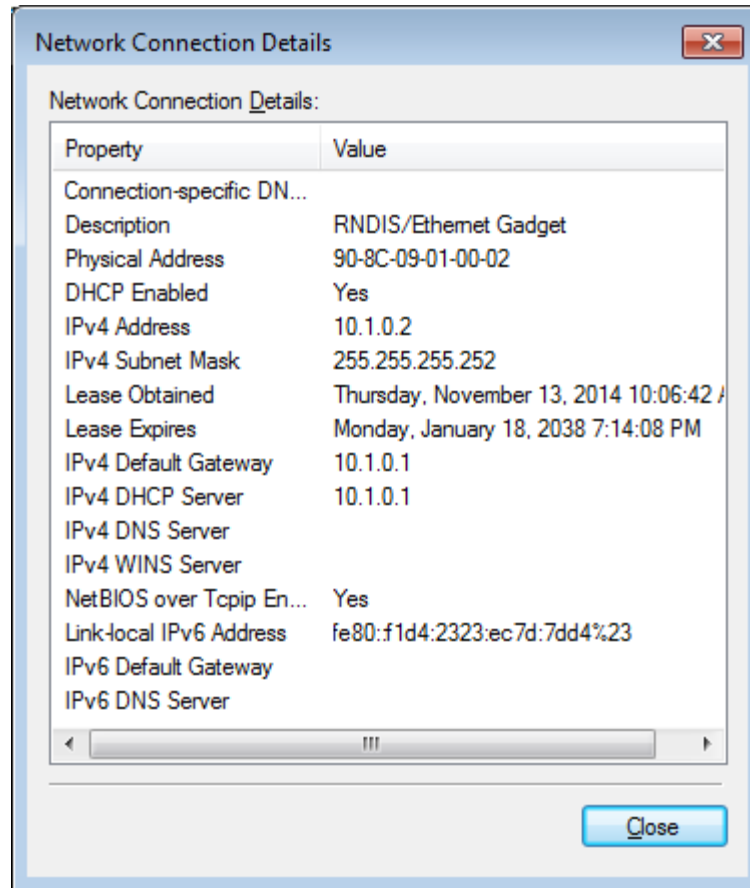 Network Connection Details
Network Connection Details:
Property Value
Connection-specific DN...
Description RNDIS/Ethernet Gadget
Physical Address 90-8C-09-01-00-02
DHCP Enabled Yes
IPv4 Address 10.1.0.2
IPv4 Subnet Mask 255.255.255.252
Lease Obtained Thursday, November 13, 2014 10:06:42
Lease Expires Monday, January 18, 2038 7:14:08 PM
IPv4 Default Gateway 10.1.0.1
IPv4 DHCP Server 10.1.0.1
IPv4 DNS Server
IPv4 WINS Server
NetBIOS over Tcpip En... Yes
Link-local IPv6 Address fe80::f1d4:2323:ec7d:7dd4%23
IPv6 Default Gateway
IPv6 DNS Server
Close